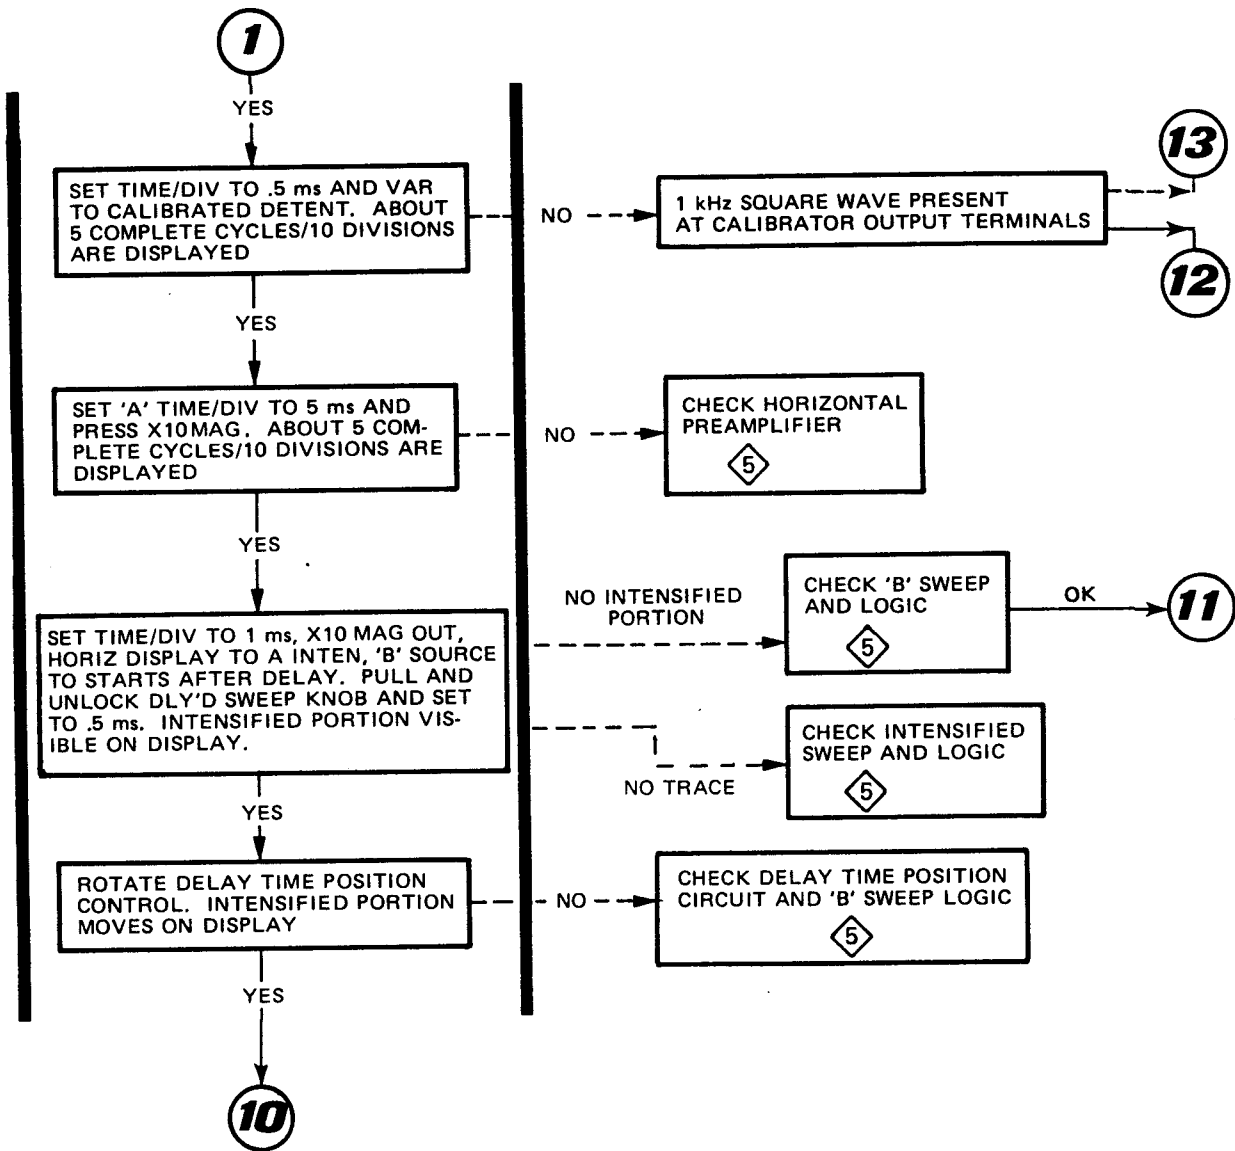 1
YES
SET TIME/DIV TO .5 ms AND VAR
TO CALIBRATED DETENT. ABOUT
5 COMPLETE CYCLES/10 DIVISIONS
ARE DISPLAYED
NO
1 kHz SQUARE WAVE PRESENT
AT CALIBRATOR OUTPUT TERMINALS
13
12
YES
SET 'A' TIME/DIV TO 5 ms AND
PRESS X10 MAG. ABOUT 5 COM-
PLETE CYCLES/10 DIVISIONS ARE
DISPLAYED
NO
CHECK HORIZONTAL
PREAMPLIFIER
5
YES
SET TIME/DIV TO 1 ms, X10 MAG OUT,
HORIZ DISPLAY TO A INTEN, 'B' SOURCE
TO STARTS AFTER DELAY. PULL AND
UNLOCK DLY'D SWEEP KNOB AND SET
TO .5 ms. INTENSIFIED PORTION VIS-
IBLE ON DISPLAY.
NO INTENSIFIED
PORTION
CHECK 'B' SWEEP
AND LOGIC
5
OK
11
NO TRACE
CHECK INTENSIFIED
SWEEP AND LOGIC
5
YES
ROTATE DELAY TIME POSITION
CONTROL. INTENSIFIED PORTION
MOVES ON DISPLAY
NO
CHECK DELAY TIME POSITION
CIRCUIT AND 'B' SWEEP LOGIC
5
YES
10